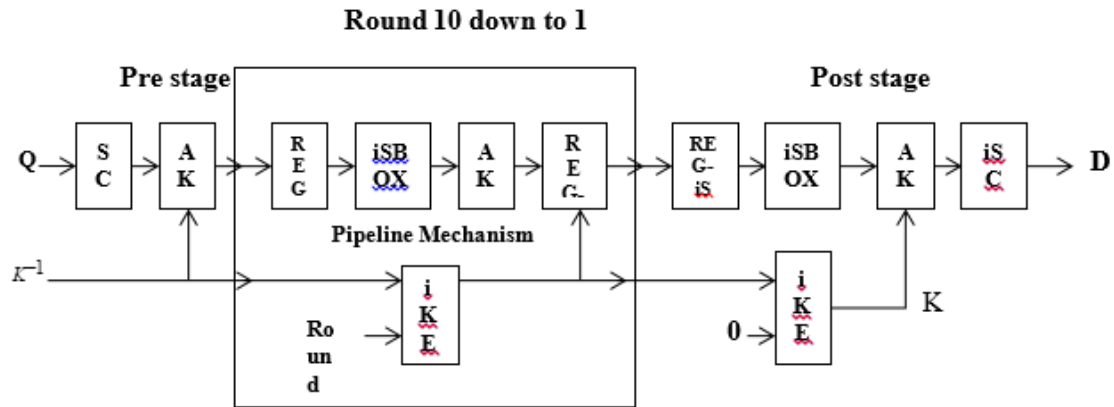 Round 10 down to 1
Pre stage
Post stage
Q
S
C
A
K
R
E
G
iSB
OX
A
K
R
E
G-
RE
G-
iS
iSB
OX
A
K
iS
C
D
Pipeline Mechanism
K⁻¹
i
K
E
Ro
un
d
i
K
E
0
K